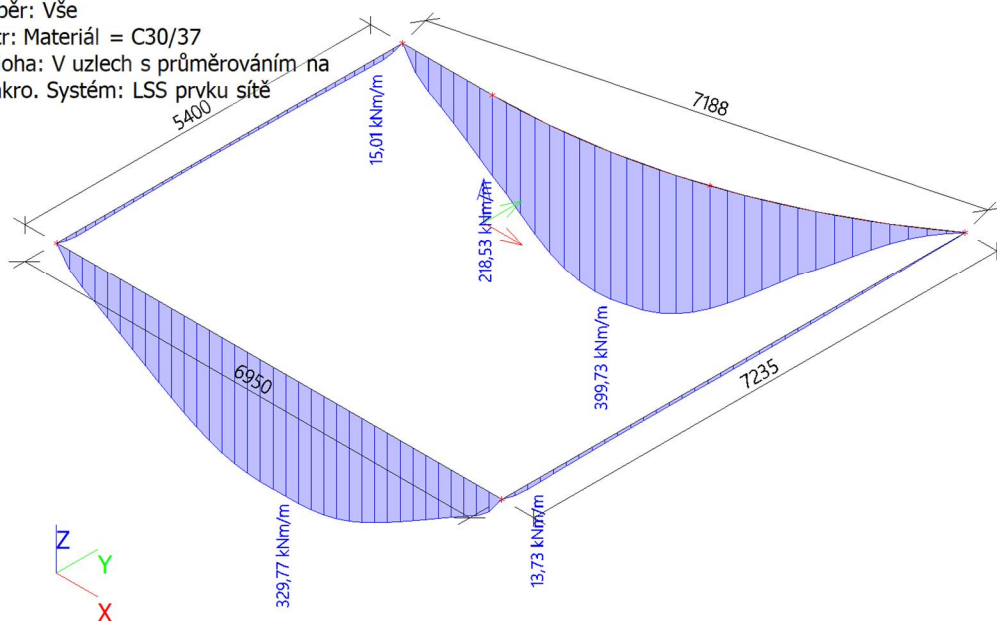 běr: Vše
tr: Materiál = C30/37
oha: V uzlech s průměrováním na
kro. Systém: LSS prvku sítě
5400
7188
15,01 kNm/m
218,53 kNm/m
399,73 kNm/m
6950
7235
329,77 kNm/m
13,73 kNm/m
Z
Y
X